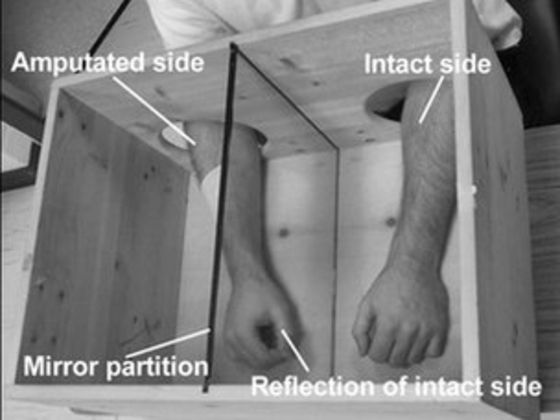 Amputated side
Intact side
Mirror partition
Reflection of intact side